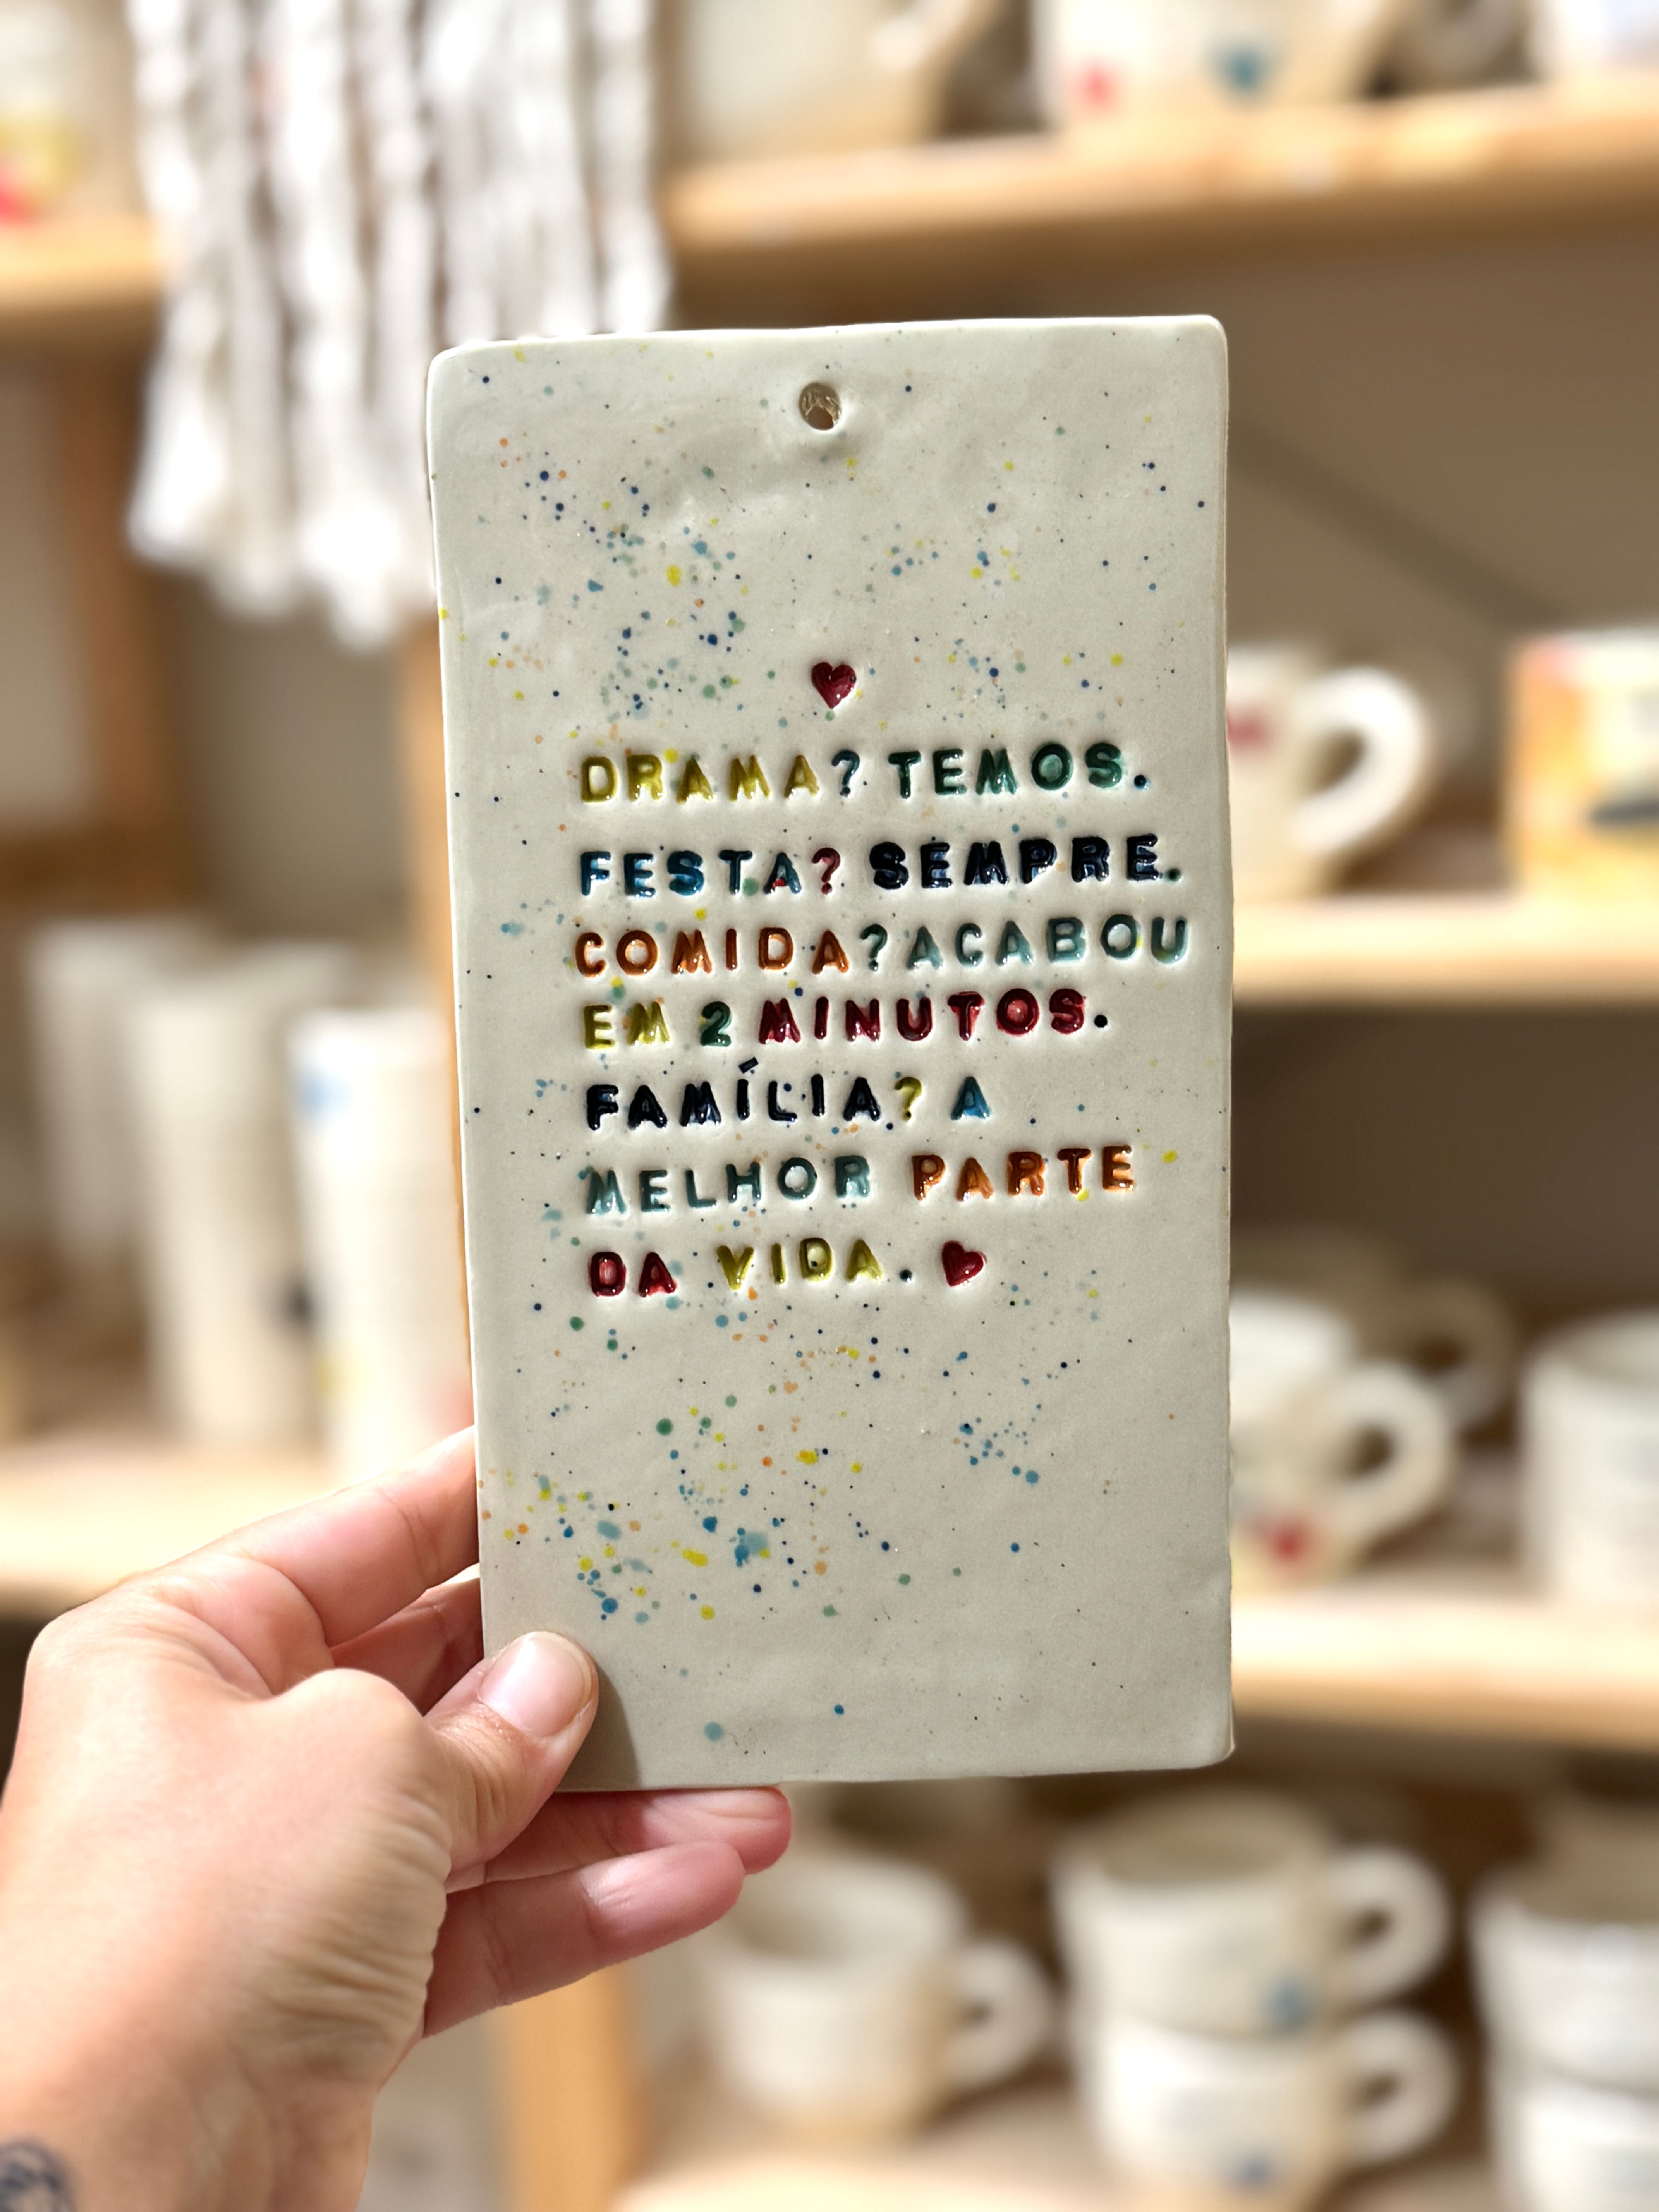 DRAMA? TEMOS.
FESTA? SEMPRE.
COMIDA? ACABOU
EM 2 MINUTOS.
FAMÍLIA? A
MELHOR PARTE
DA VIDA.